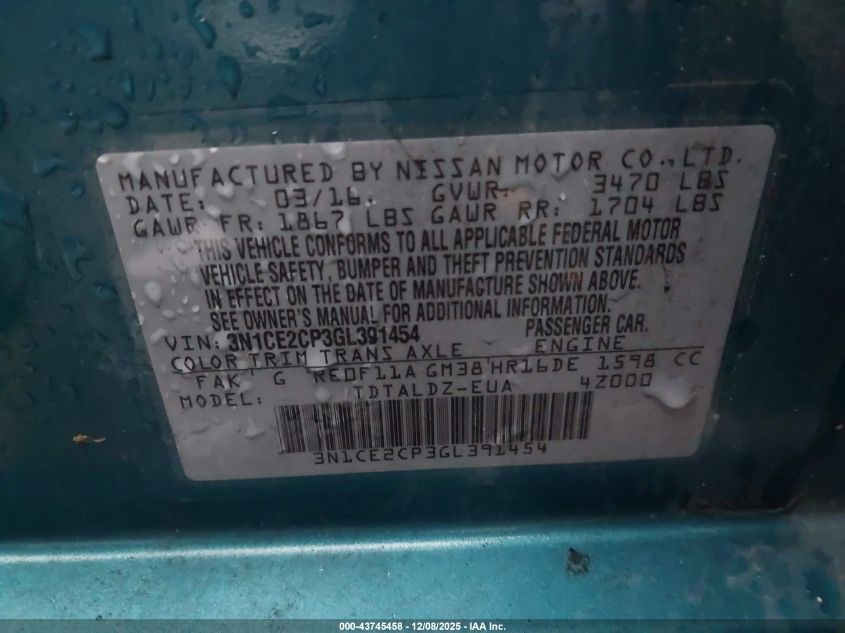 MANUFACTURED BY NISSAN MOTOR CO., LTD.
DATE: 03/16. GVWR: 3470 LBS
GAWR FR: 1867 LBS GAWR RR: 1704 LBS
THIS VEHICLE CONFORMS TO ALL APPLICABLE FEDERAL MOTOR
VEHICLE SAFETY, BUMPER AND THEFT PREVENTION STANDARDS
IN EFFECT ON THE DATE OF MANUFACTURE SHOWN ABOVE.
SEE OWNER'S MANUAL FOR ADDITIONAL INFORMATION.
VIN: 3N1CE2CP3GL391454 PASSENGER CAR.
COLOR TRIM TRANS AXLE ENGINE
FAK G RE0F11A GM38 HR16DE 1598 CC
MODEL: TDTALDZ-EUA 4Z000
3N1CE2CP3GL391454
000-43745458 - 12/08/2025 - IAA Inc.